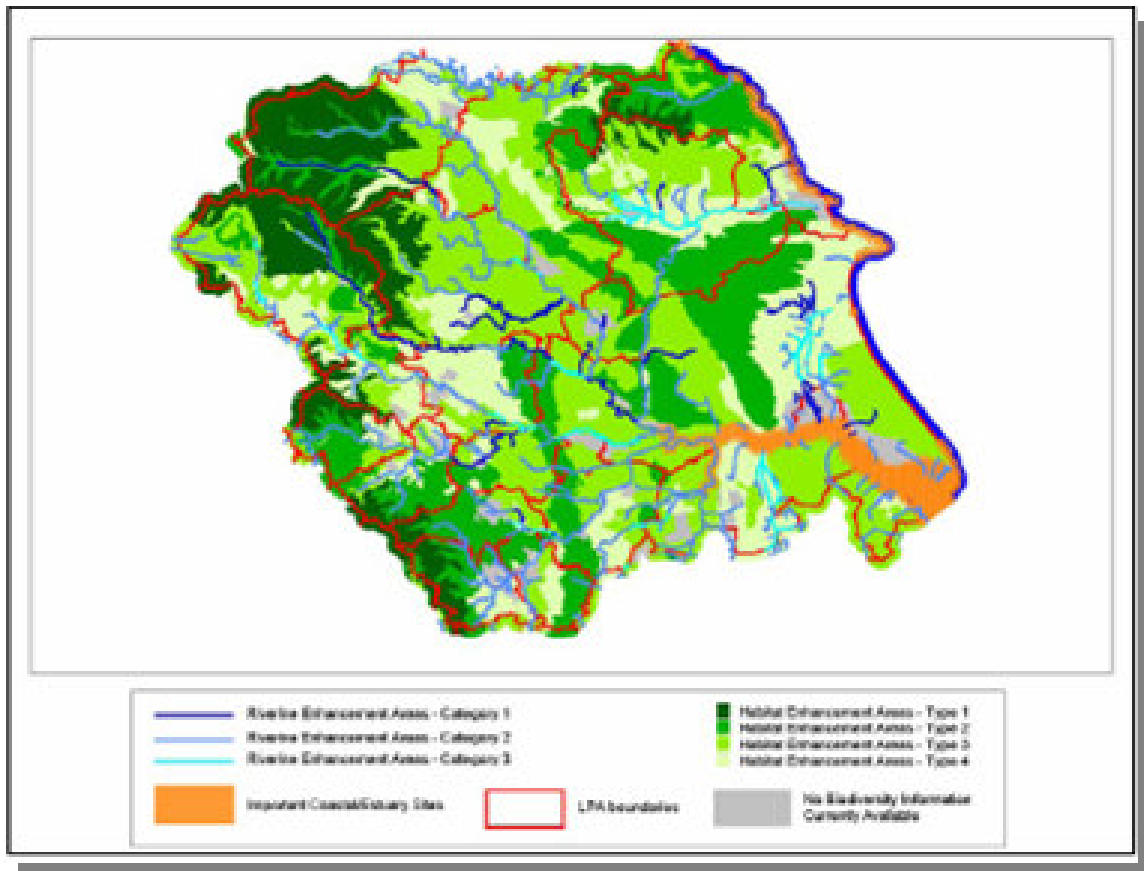 Riverine Enhancement Areas - Category 1
Riverine Enhancement Areas - Category 2
Riverine Enhancement Areas - Category 3
Habitat Enhancement Areas - Type 1
Habitat Enhancement Areas - Type 2
Habitat Enhancement Areas - Type 3
Habitat Enhancement Areas - Type 4
Important Coastal/Estuary Sites
LPA boundaries
No Biodiversity Information
Currently Available